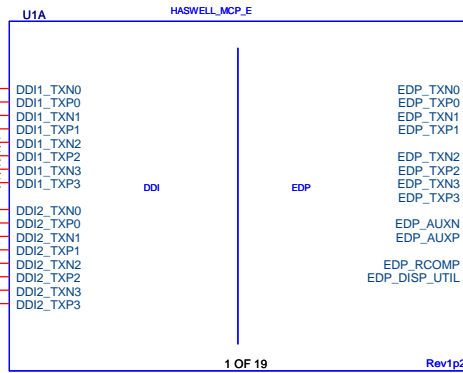 U1A
HASWELL_MCP_E
DDI1_TXN0
DDI1_TXP0
DDI1_TXN1
DDI1_TXP1
DDI1_TXN2
DDI1_TXP2
DDI1_TXN3
DDI1_TXP3
DDI2_TXN0
DDI2_TXP0
DDI2_TXN1
DDI2_TXP1
DDI2_TXN2
DDI2_TXP2
DDI2_TXN3
DDI2_TXP3
DDI
EDP
EDP_TXN0
EDP_TXP0
EDP_TXN1
EDP_TXP1
EDP_TXN2
EDP_TXP2
EDP_TXN3
EDP_TXP3
EDP_AUXN
EDP_AUXP
EDP_RCOMP
EDP_DISP_UTIL
1 OF 19
Rev1p2